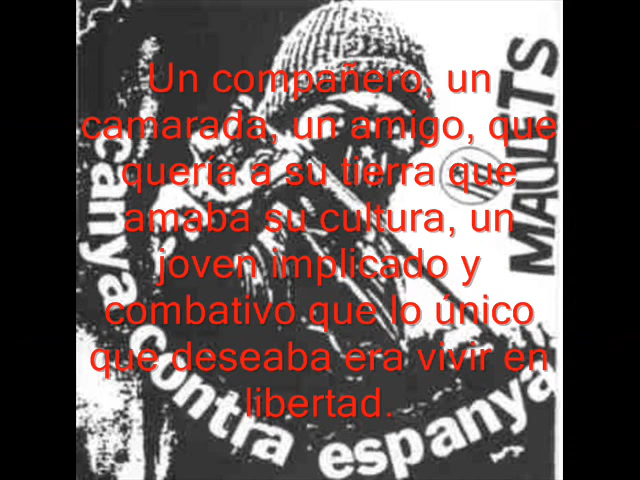 Un compañero, un
camarada, un amigo, que
quería a su tierra que
amaba su cultura, un
joven implicado y
combativo que lo único
que deseaba era vivir en
libertad.
MAULETS
canya contra espanya